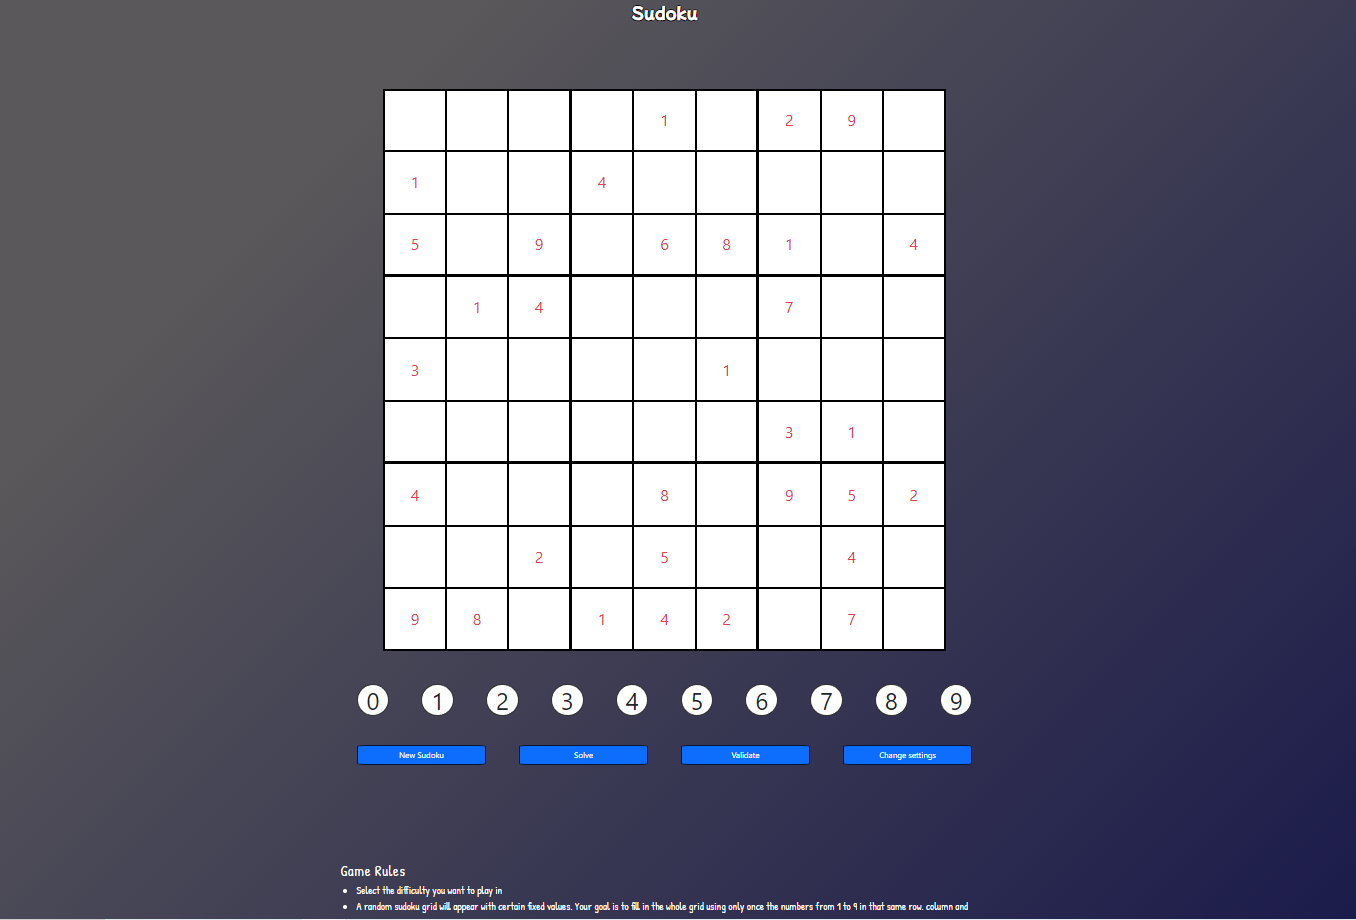 Sudoku
1 2 9
1 4
5 9 6 8 1 4
1 4 7
3 1
3 1
4 8 9 5 2
2 5 4
9 8 1 4 2 7
0 1 2 3 4 5 6 7 8 9
New Sudoku Solve Validate Change settings
Game Rules
• Select the difficulty you want to play in
• A random sudoku grid will appear with certain fixed values. Your goal is to fill in the whole grid using only once the numbers from 1 to 9 in that same row, column and